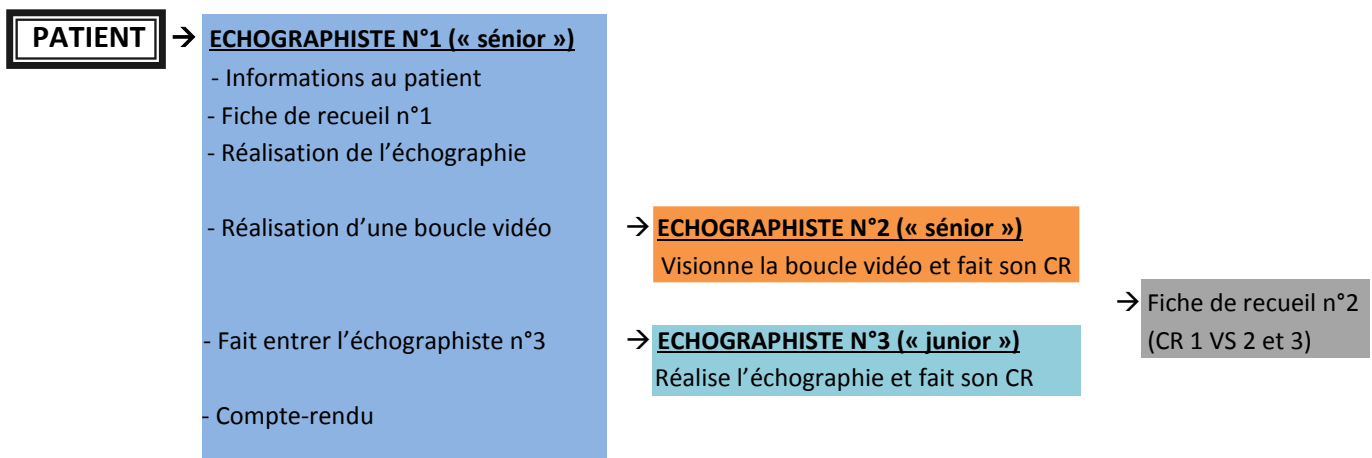 PATIENT → ECHOGRAPHISTE N°1 (« sénior »)
- Informations au patient
- Fiche de recueil n°1
- Réalisation de l’échographie
- Réalisation d’une boucle vidéo
→ ECHOGRAPHISTE N°2 (« sénior »)
Visionne la boucle vidéo et fait son CR
- Fait entrer l’échographiste n°3
→ ECHOGRAPHISTE N°3 (« junior »)
Réalise l’échographie et fait son CR
→ Fiche de recueil n°2
(CR 1 VS 2 et 3)
- Compte-rendu